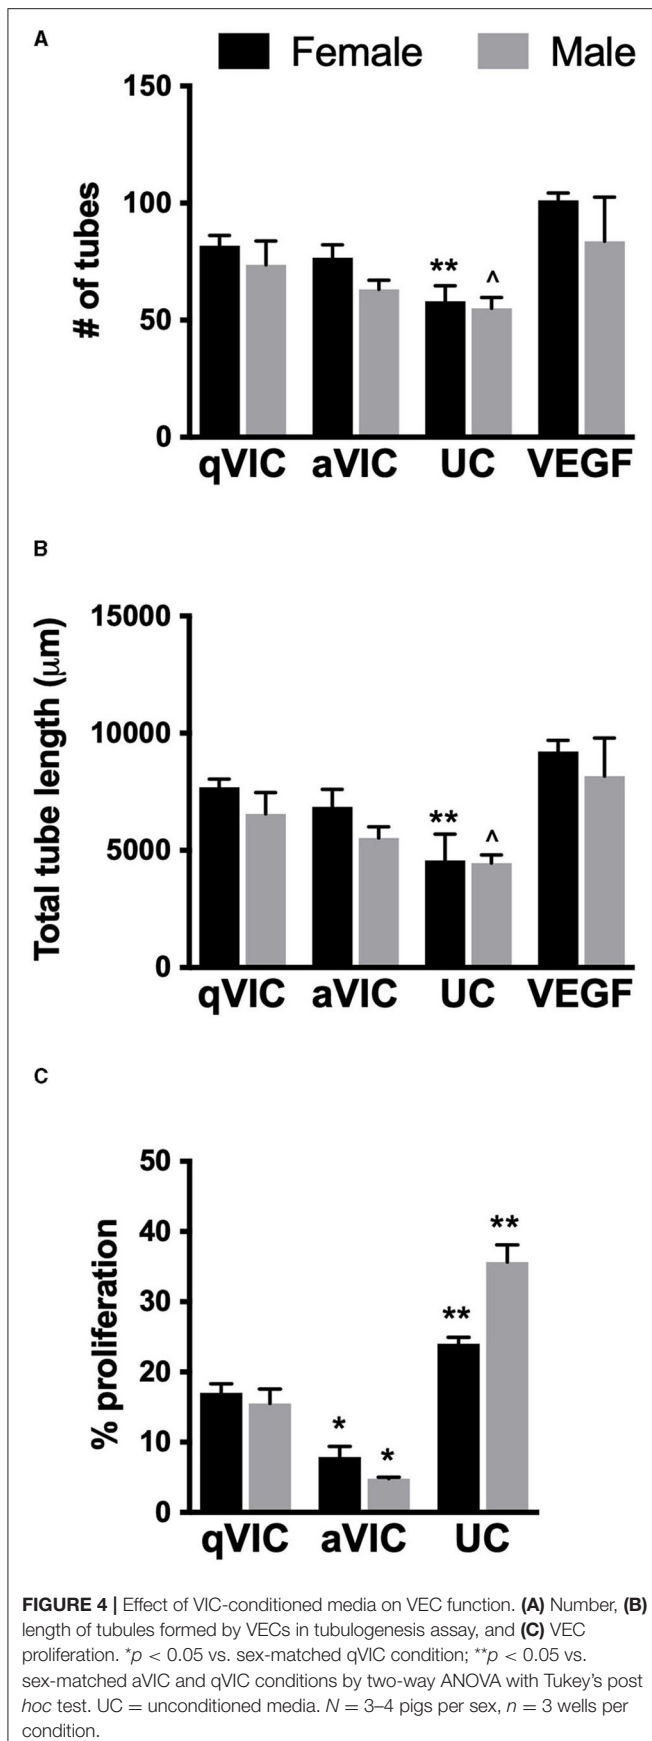 A
Female Male
150
100
50
0
# of tubes
** ^
qVIC aVIC UC VEGF
B
15000
10000
5000
0
Total tube length (μm)
** ^
qVIC aVIC UC VEGF
C
50
40
30
20
10
0
% proliferation
* * ** **
qVIC aVIC UC
FIGURE 4 | Effect of VIC-conditioned media on VEC function. (A) Number, (B)
length of tubules formed by VECs in tubulogenesis assay, and (C) VEC
proliferation. *p < 0.05 vs. sex-matched qVIC condition; **p < 0.05 vs.
sex-matched aVIC and qVIC conditions by two-way ANOVA with Tukey's post
hoc test. UC = unconditioned media. N = 3–4 pigs per sex, n = 3 wells per
condition.